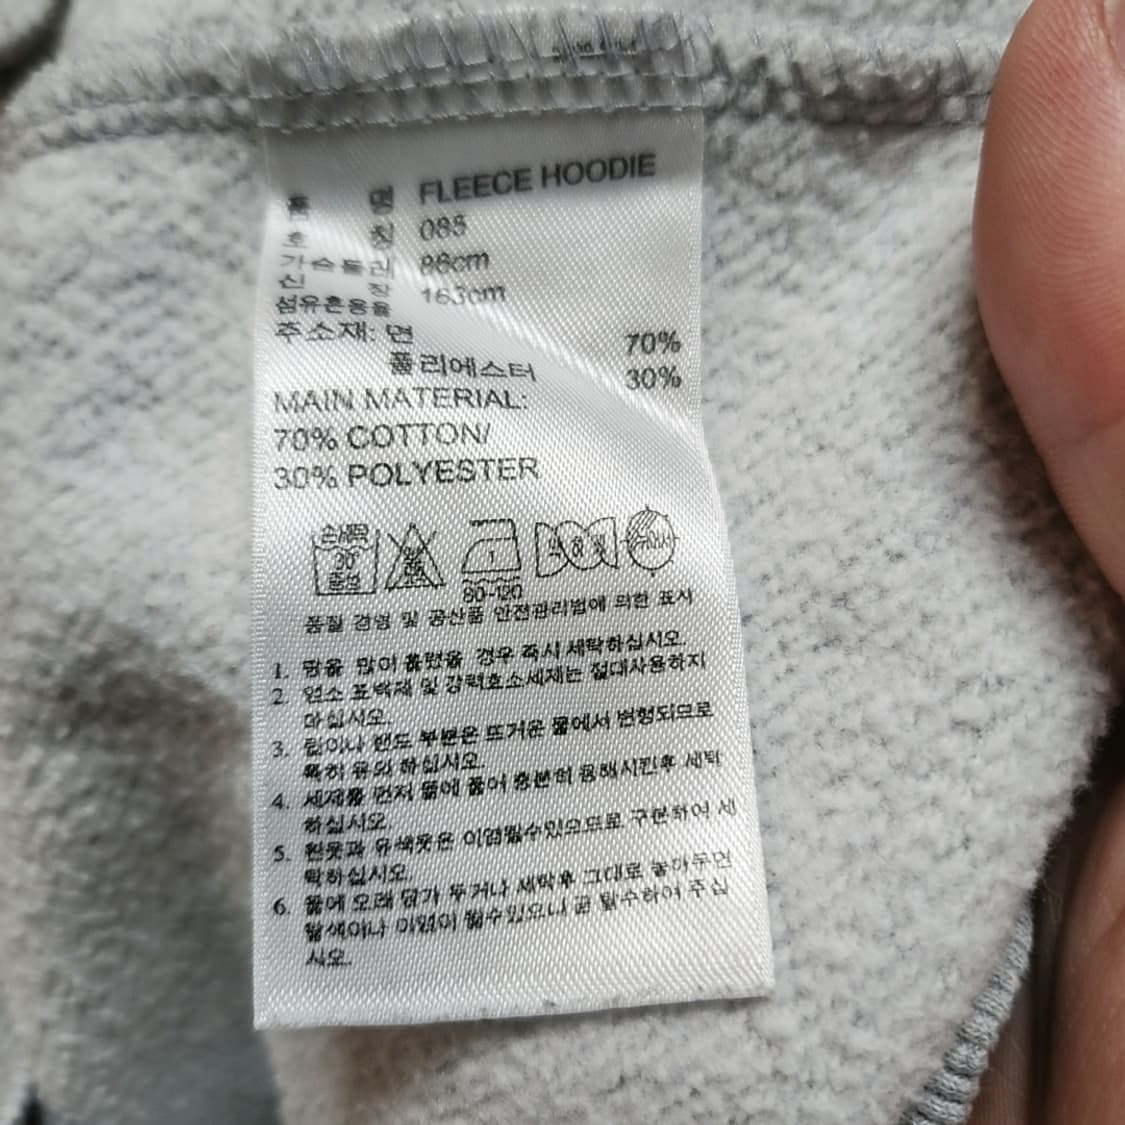 품 명 FLEECE HOODIE
호 칭 085
가슴둘레 86cm
신 장 163cm
섬유혼용율
주소재: 면 70%
폴리에스터 30%
MAIN MATERIAL:
70% COTTON/
30% POLYESTER
손세탁
30°
중성
80-120
품질 경영 및 공산품 안전관리법에 의한 표시
1. 땀을 많이 흘렸을 경우 즉시 세탁하십시오.
2 염소 표백제 및 강력효소세제는 절대사용하지
마십시오.
3. 립이나 밴드 부분은 뜨거운 물에서 변형되므로
특히 유의 하십시오.
4 세제를 먼저 물에 풀어 충분히 용해시킨후 세탁
하십시오
5. 흰옷과 유색옷은 이염될수있으므로 구분하여 세
탁하십시오.
6. 물에 오래 담가 두거나 세탁후 그대로 놓아두면
탈색이나 이염이 될수있으니 곧 탈수하여 주십
시오.